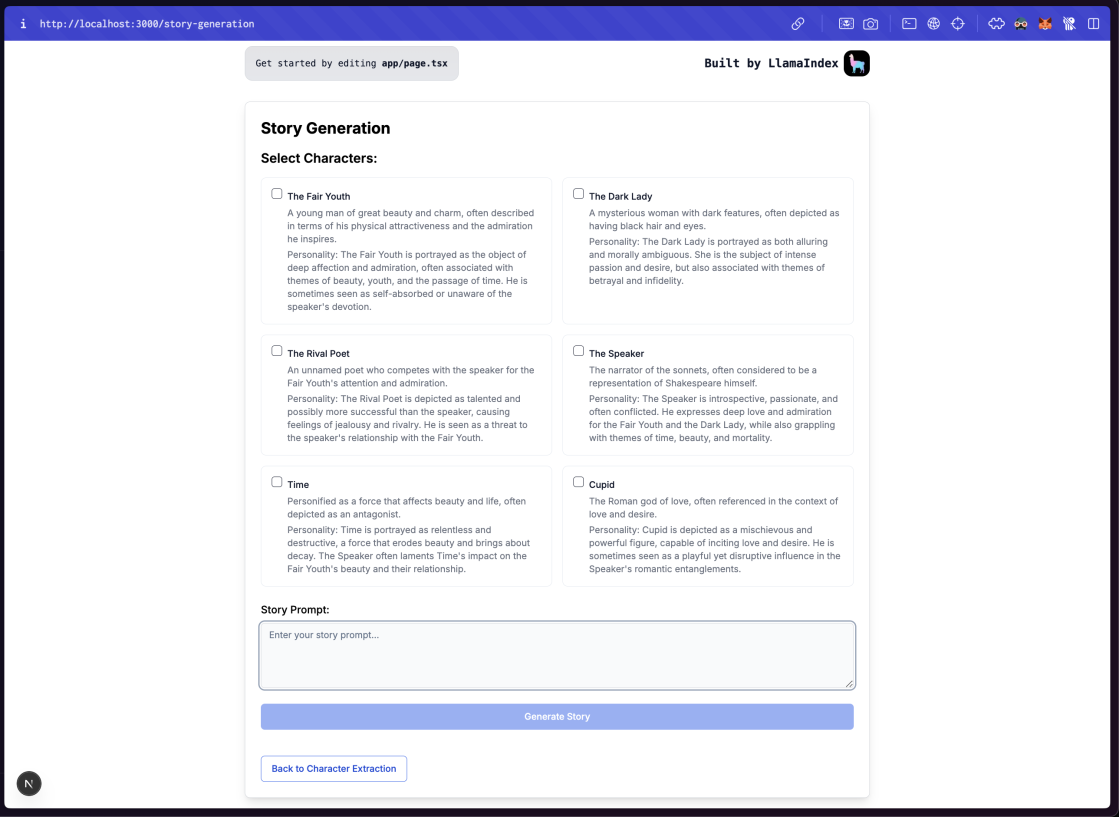 i http://localhost:3000/story-generation
Get started by editing app/page.tsx
Built by LlamaIndex
Story Generation
Select Characters:
The Fair Youth
A young man of great beauty and charm, often described
in terms of his physical attractiveness and the admiration
he inspires.
Personality: The Fair Youth is portrayed as the object of
deep affection and admiration, often associated with
themes of beauty, youth, and the passage of time. He is
sometimes seen as self-absorbed or unaware of the
speaker's devotion.
The Dark Lady
A mysterious woman with dark features, often depicted as
having black hair and eyes.
Personality: The Dark Lady is portrayed as both alluring
and morally ambiguous. She is the subject of intense
passion and desire, but also associated with themes of
betrayal and infidelity.
The Rival Poet
An unnamed poet who competes with the speaker for the
Fair Youth's attention and admiration.
Personality: The Rival Poet is depicted as talented and
possibly more successful than the speaker, causing
feelings of jealousy and rivalry. He is seen as a threat to
the speaker's relationship with the Fair Youth.
The Speaker
The narrator of the sonnets, often considered to be a
representation of Shakespeare himself.
Personality: The Speaker is introspective, passionate, and
often conflicted. He expresses deep love and admiration
for the Fair Youth and the Dark Lady, while also grappling
with themes of time, beauty, and mortality.
Time
Personified as a force that affects beauty and life, often
depicted as an antagonist.
Personality: Time is portrayed as relentless and
destructive, a force that erodes beauty and brings about
decay. The Speaker often laments Time's impact on the
Fair Youth's beauty and their relationship.
Cupid
The Roman god of love, often referenced in the context of
love and desire.
Personality: Cupid is depicted as a mischievous and
powerful figure, capable of inciting love and desire. He is
sometimes seen as a playful yet disruptive influence in the
Speaker's romantic entanglements.
Story Prompt:
Enter your story prompt...
Generate Story
Back to Character Extraction
N